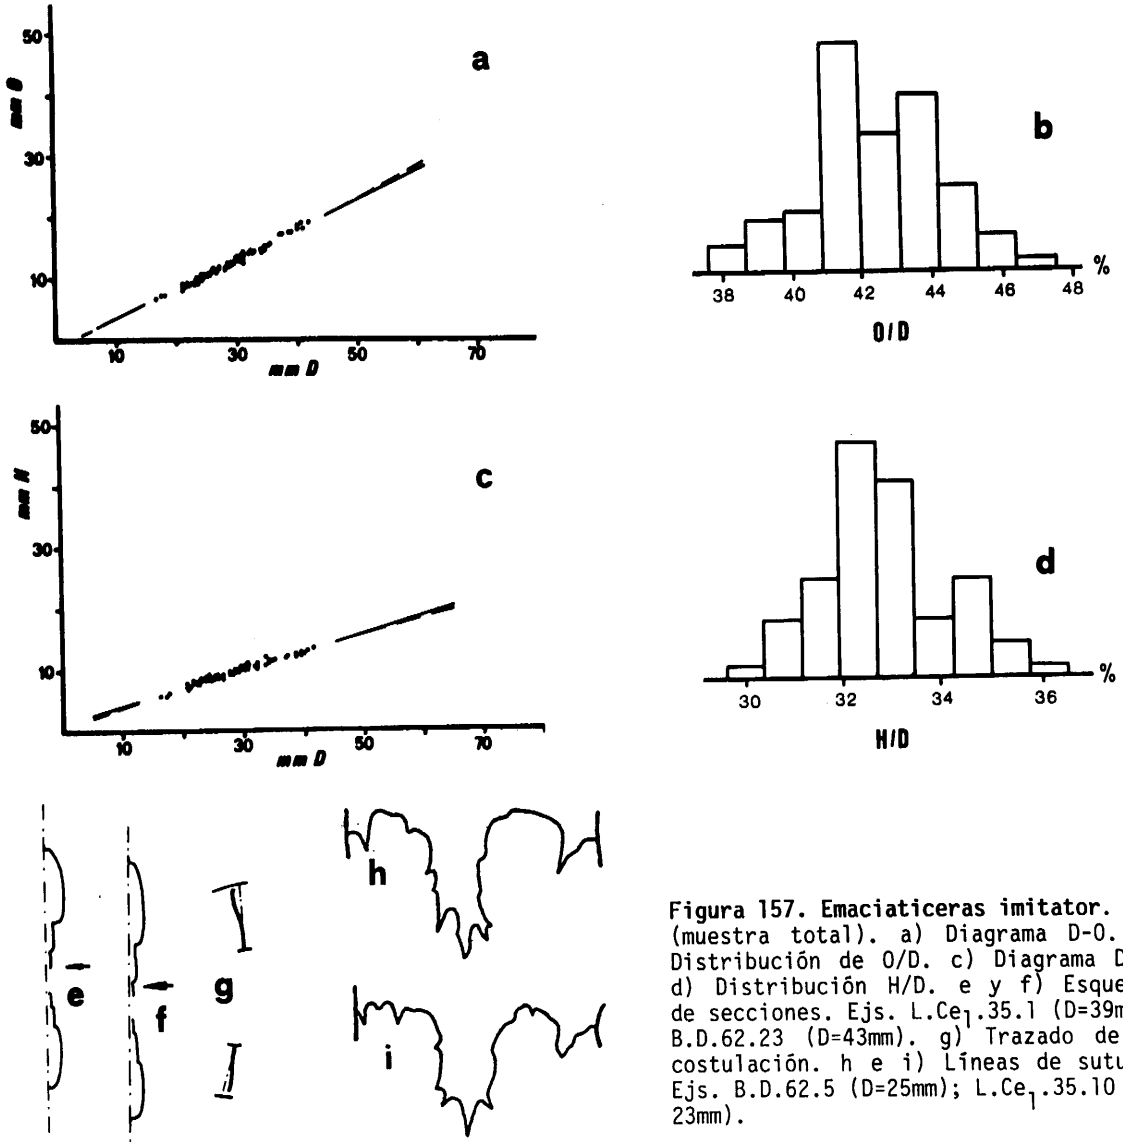 50
30
10
mm O
a
10
30
50
70
mm D
b
38
40
42
44
46
48
%
O/D
50
30
10
mm H
c
10
30
50
70
mm D
d
30
32
34
36
%
H/D
e
f
g
h
i
Figura 157. Emaciaticeras imitator.
(muestra total). a) Diagrama D-O.
Distribución de O/D. c) Diagrama D
d) Distribución H/D. e y f) Esque
de secciones. Ejs. L.Ce₁.35.1 (D=39m
B.D.62.23 (D=43mm). g) Trazado de
costulación. h e i) Líneas de sutu
Ejs. B.D.62.5 (D=25mm); L.Ce₁.35.10
23mm).